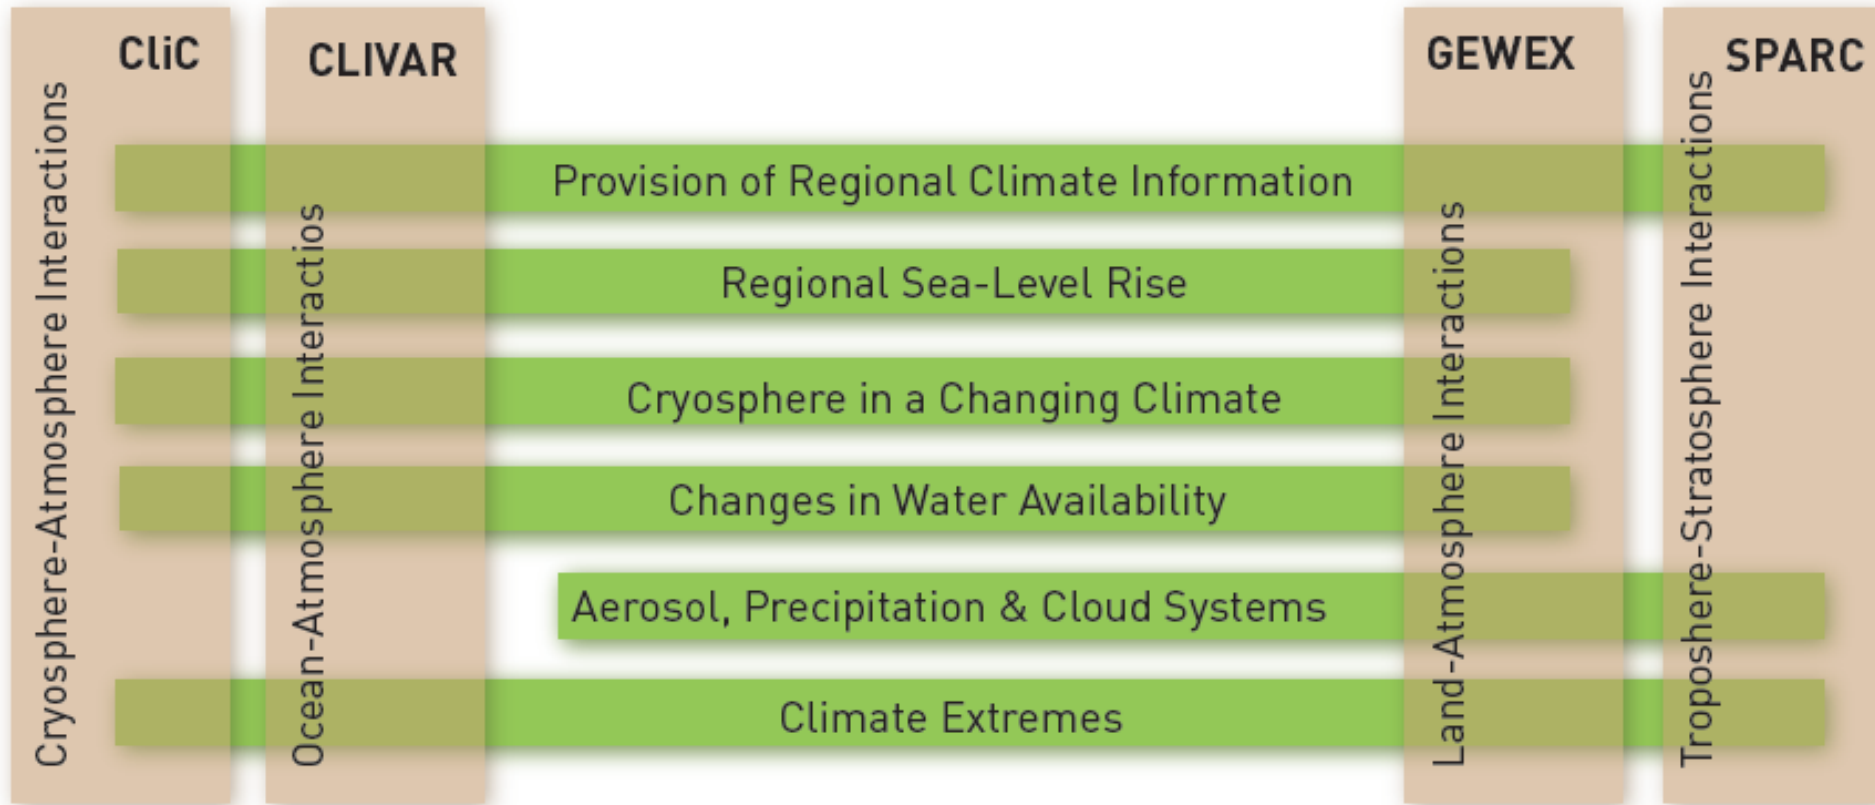 CliC
CLIVAR
GEWEX
SPARC
Cryosphere-Atmosphere Interactions
Ocean-Atmosphere Interactios
Provision of Regional Climate Information
Regional Sea-Level Rise
Cryosphere in a Changing Climate
Changes in Water Availability
Aerosol, Precipitation & Cloud Systems
Climate Extremes
Land-Atmosphere Interactions
Troposhere-Stratosphere Interactions